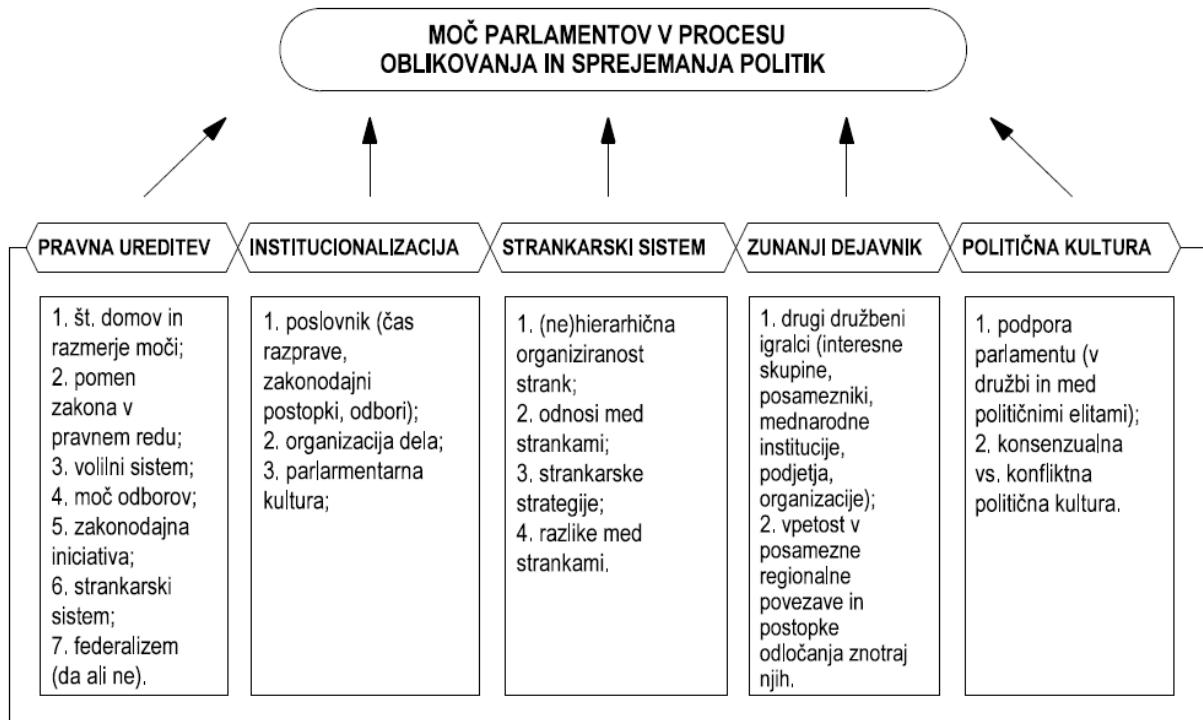 MOČ PARLAMENTOV V PROCESU
OBLIKOVANJA IN SPREJEMANJA POLITIK
PRAVNA UREDITEV
INSTITUCIONALIZACIJA
STRANKARSKI SISTEM
ZUNANJI DEJAVNIK
POLITIČNA KULTURA
1. št. domov in
razmerje moči;
2. pomen
zakona v
pravnem redu;
3. volilni sistem;
4. moč odborov;
5. zakonodajna
iniciativa;
6. strankarski
sistem;
7. federalizem
(da ali ne).
1. poslovnik (čas
razprave,
zakonodajni
postopki, odbori);
2. organizacija dela;
3. parlarmentarna
kultura;
1. (ne)hierarhična
organiziranost
strank;
2. odnosi med
strankami;
3. strankarske
strategije;
4. razlike med
strankami.
1. drugi družbeni
igralci (interesne
skupine,
posamezniki,
mednarodne
institucije,
podjetja,
organizacije);
2. vpetost v
posamezne
regionalne
povezave in
postopke
odločanja znotraj
njih.
1. podpora
parlamentu (v
družbi in med
političnimi elitami);
2. konsenzualna
vs. konfliktna
politična kultura.